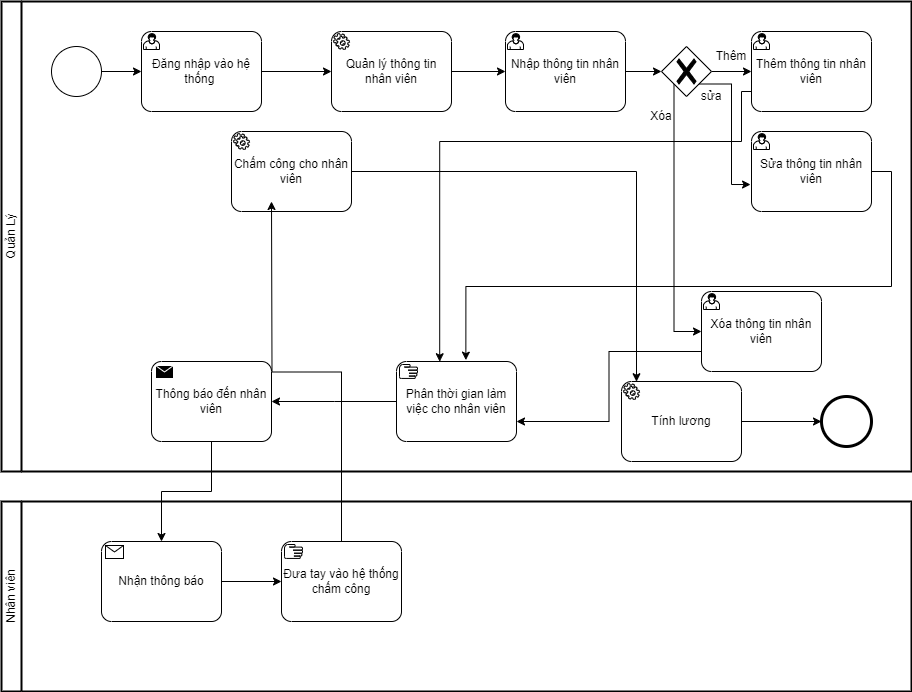 Quản Lý
Đăng nhập vào hệ
thống
Quản lý thông tin
nhân viên
Nhập thông tin nhân
viên
Thêm
sửa
Xóa
Thêm thông tin nhân
viên
Chấm công cho nhân
viên
Sửa thông tin nhân
viên
Xóa thông tin nhân
viên
Thông báo đến nhân
viên
Phân thời gian làm
việc cho nhân viên
Tính lương
Nhân viên
Nhận thông báo
Đưa tay vào hệ thống
chấm công